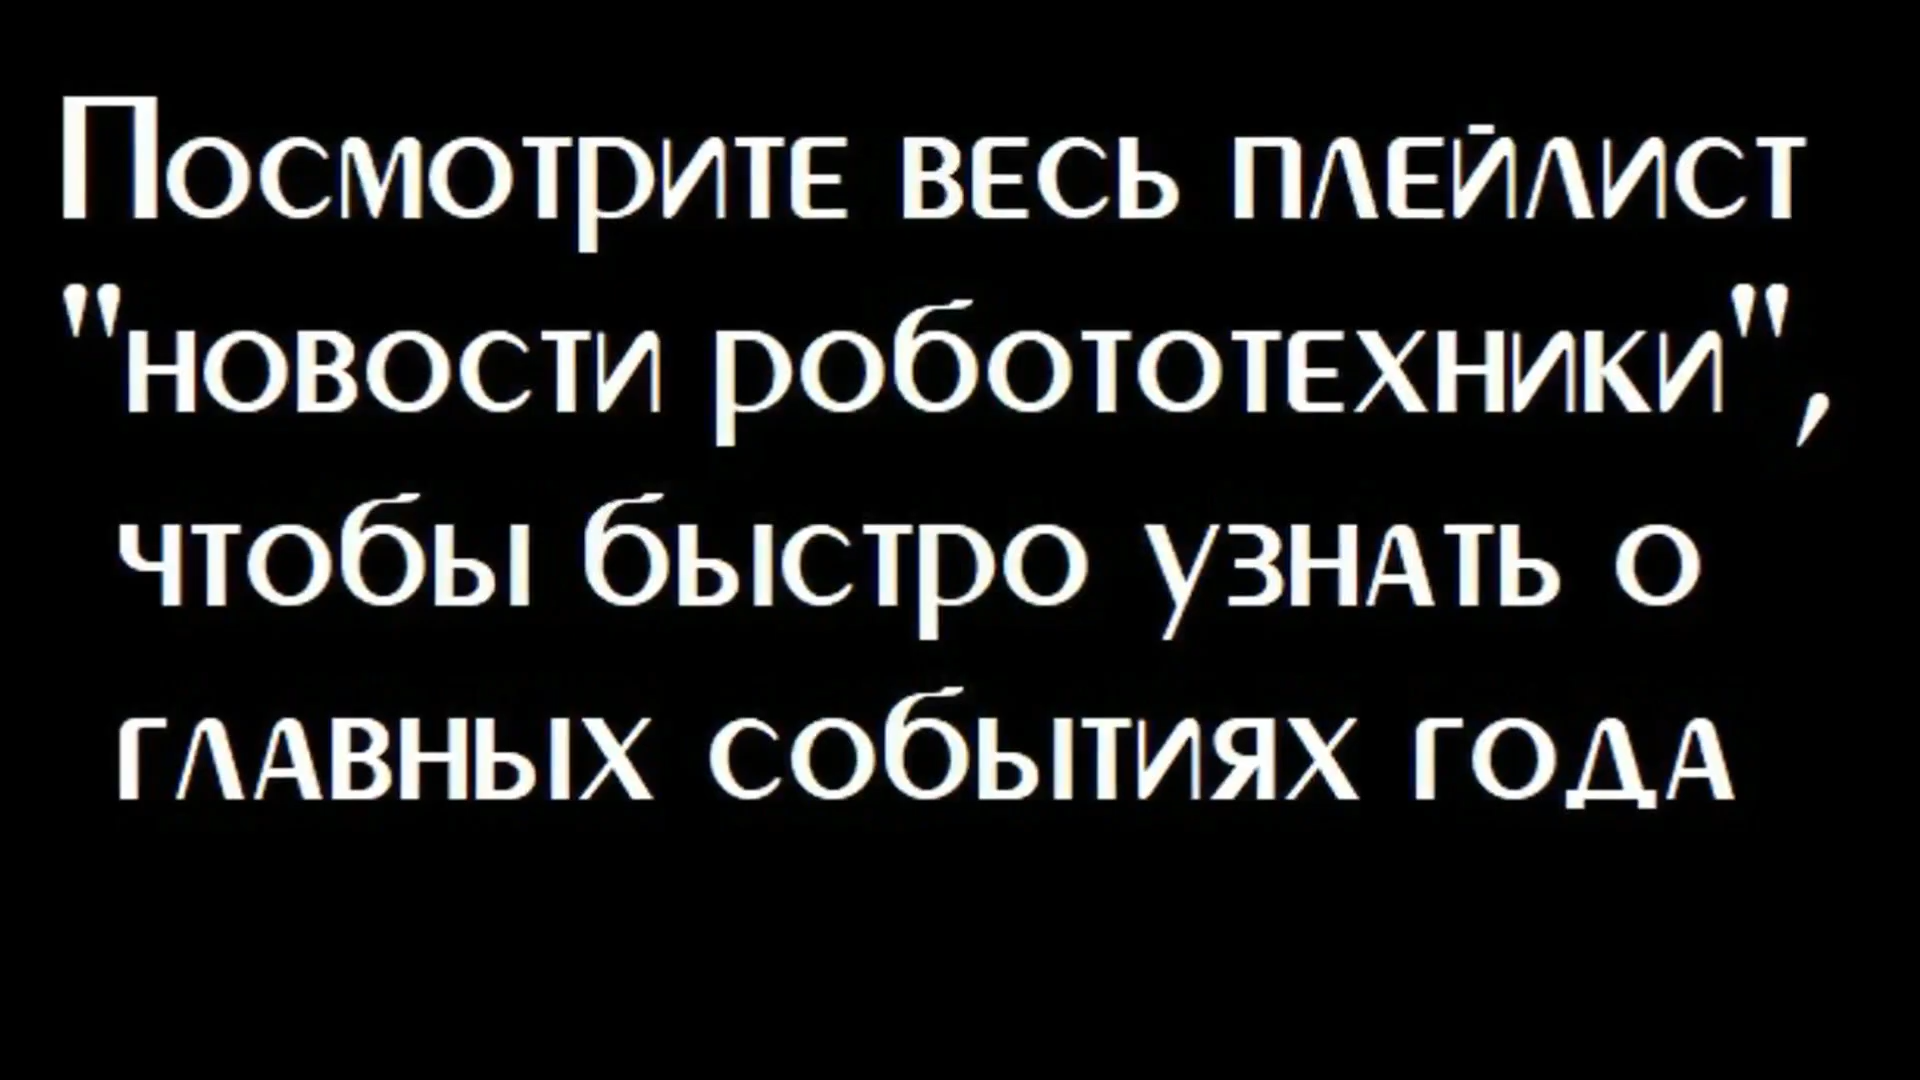 Посмотрите весь плейлист
"новости робототехники",
чтобы быстро узнать о
главных событиях года